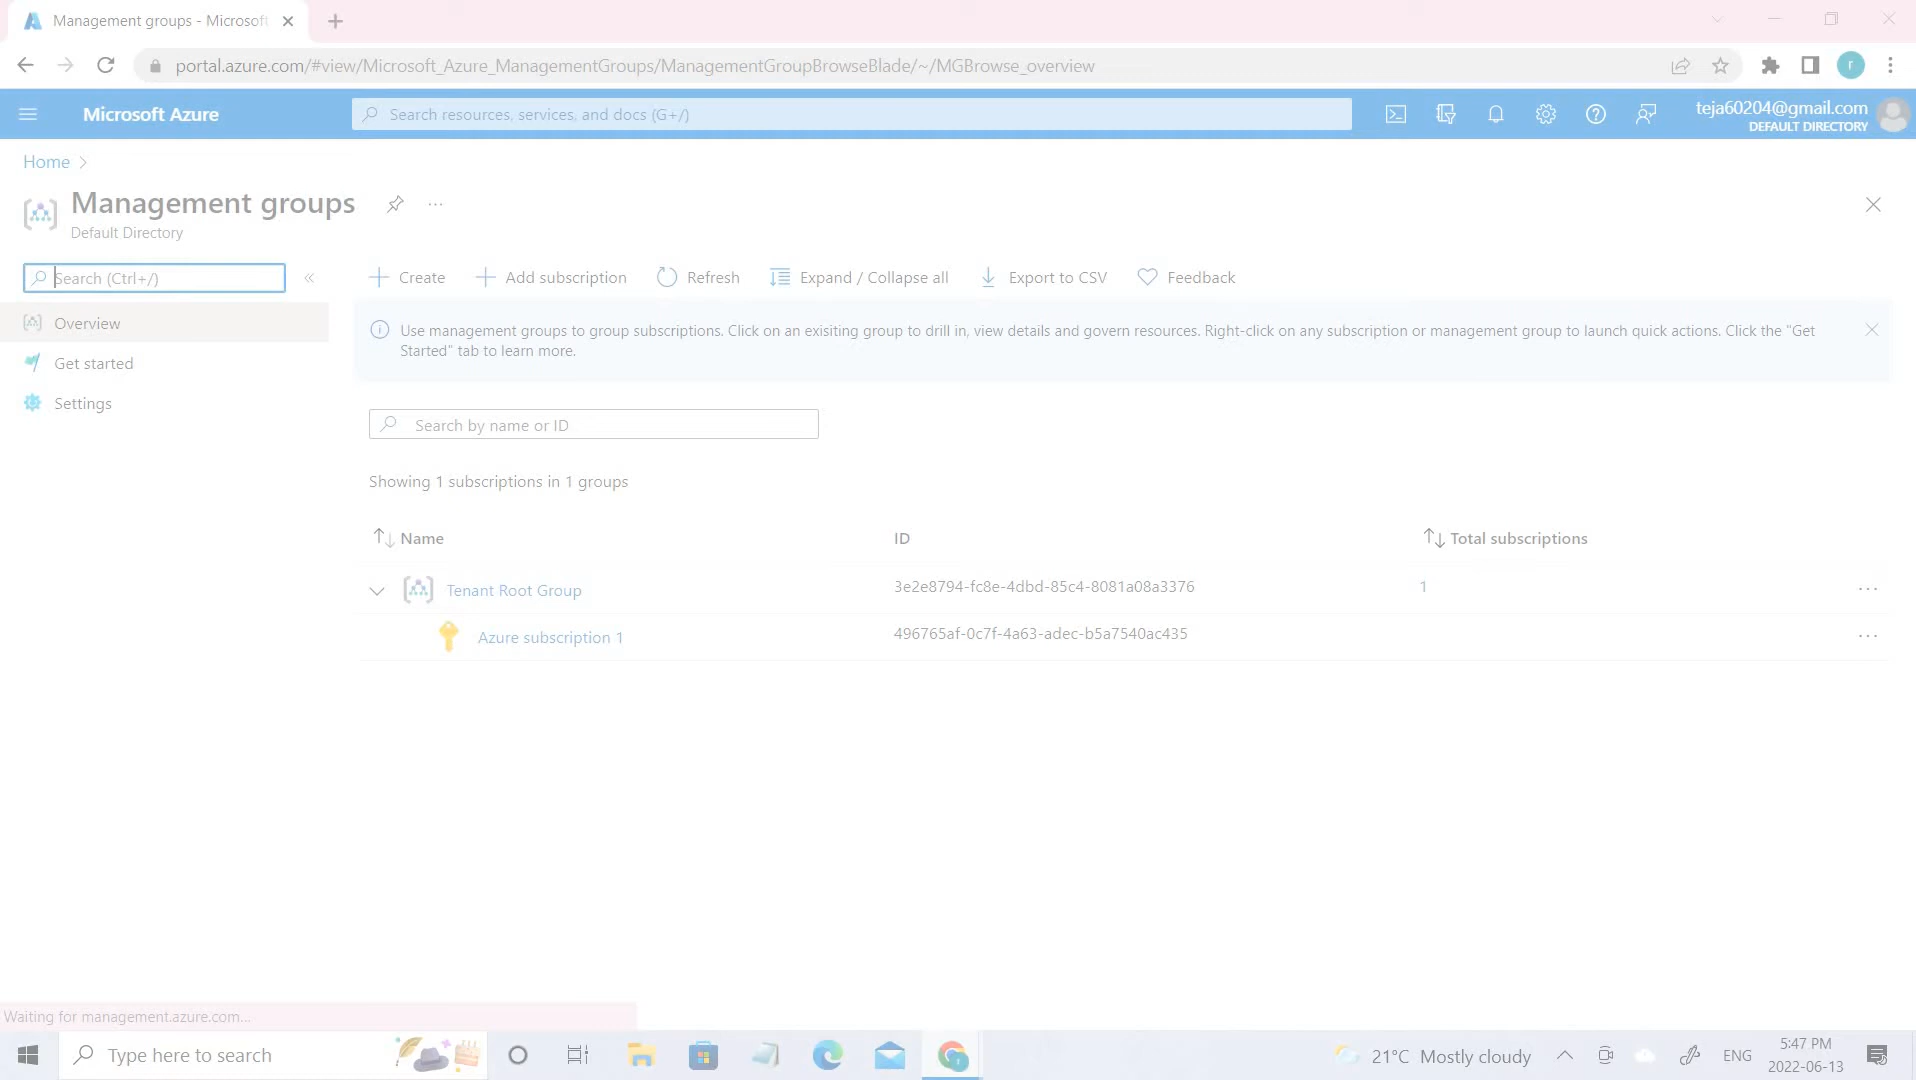 Management groups - Microsoft
portal.azure.com/#view/Microsoft_Azure_ManagementGroups/ManagementGroupBrowseBlade/~/MGBrowse_overview
r
Microsoft Azure
Search resources, services, and docs (G+/)
teja60204@gmail.com
DEFAULT DIRECTORY
Home
Management groups
Default Directory
Search (Ctrl+/)
Create
Add subscription
Refresh
Expand / Collapse all
Export to CSV
Feedback
Overview
Get started
Settings
Use management groups to group subscriptions. Click on an exisiting group to drill in, view details and govern resources. Right-click on any subscription or management group to launch quick actions. Click the "Get
Started" tab to learn more.
Search by name or ID
Showing 1 subscriptions in 1 groups
Name ID Total subscriptions
Tenant Root Group 3e2e8794-fc8e-4dbd-85c4-8081a08a3376 1
Azure subscription 1 496765af-0c7f-4a63-adec-b5a7540ac435
Waiting for management.azure.com...
Type here to search
21°C Mostly cloudy
ENG
5:47 PM
2022-06-13